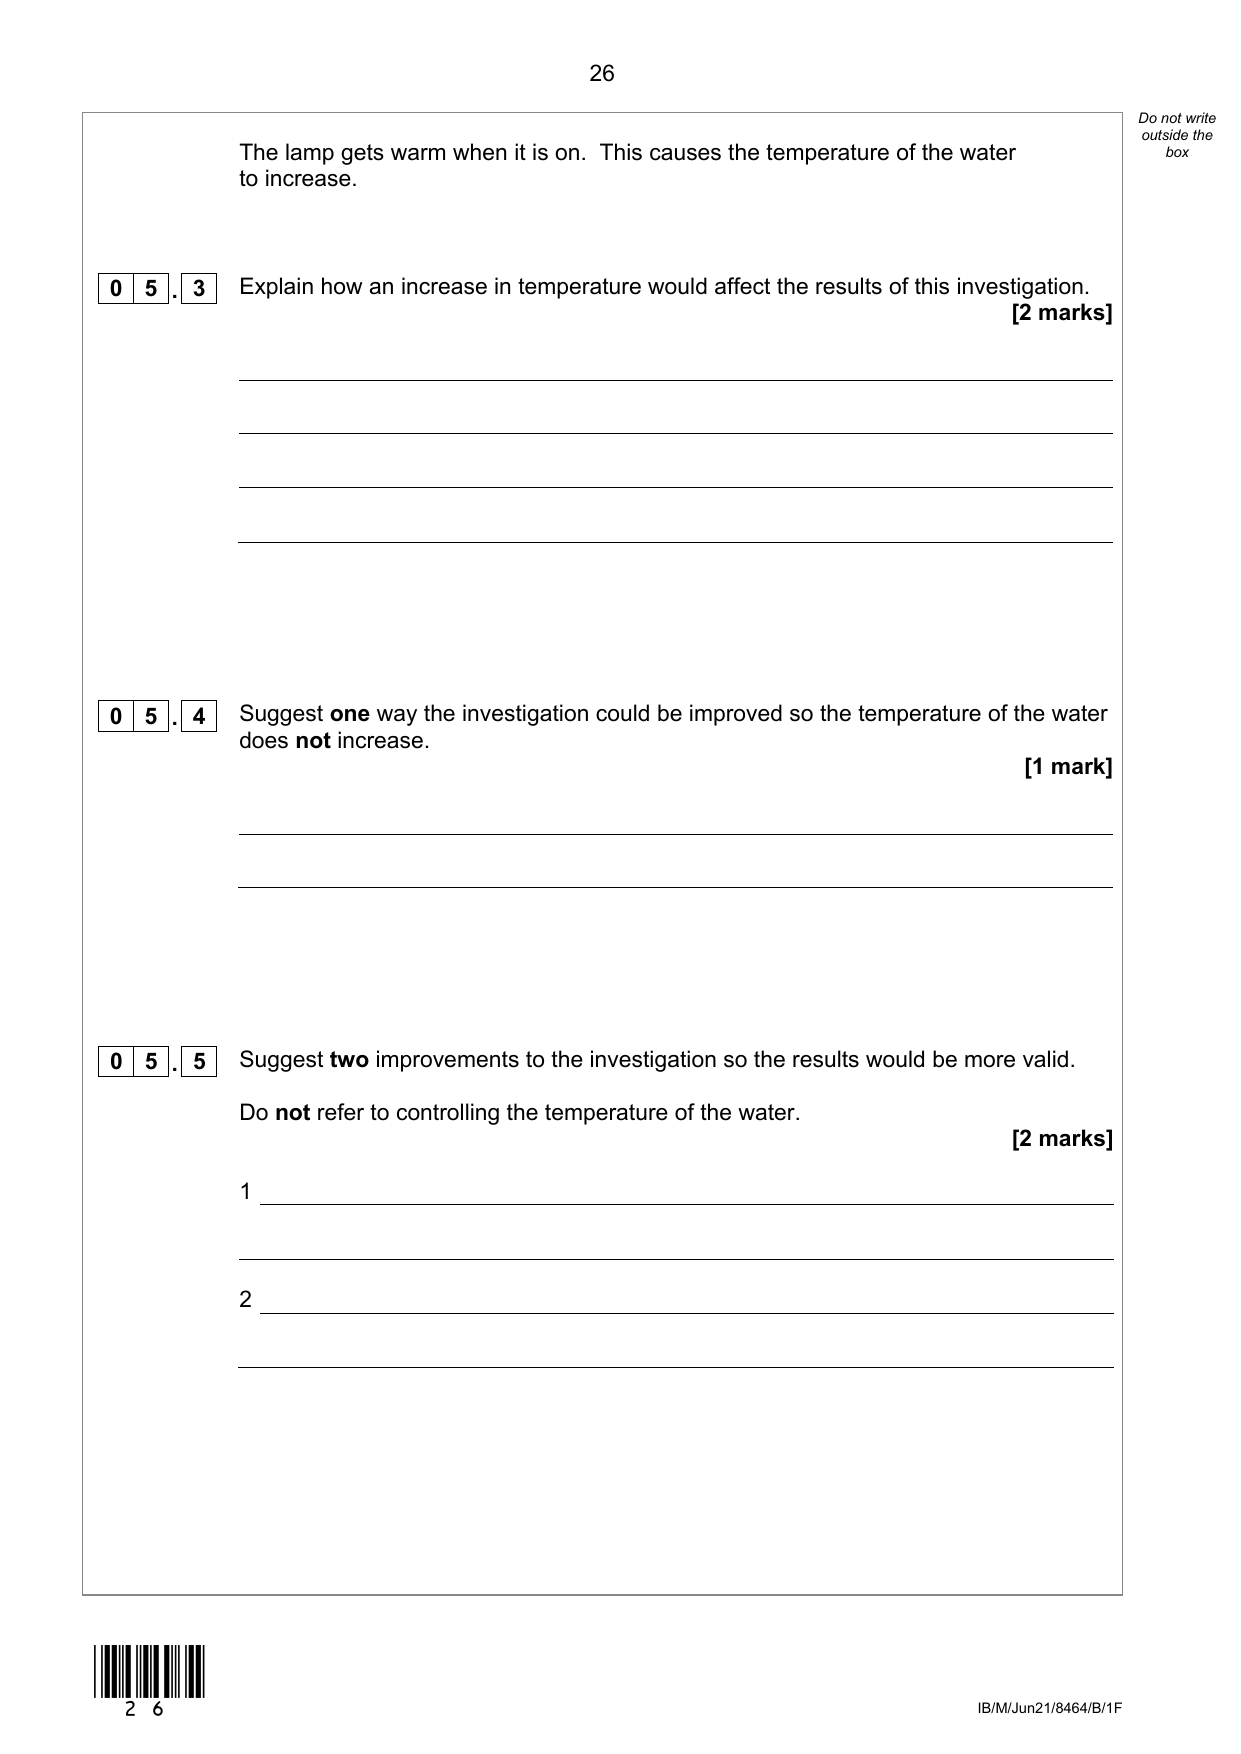 26
Do not write
outside the
box
The lamp gets warm when it is on.  This causes the temperature of the water
to increase.
0 5 . 3 Explain how an increase in temperature would affect the results of this investigation.
[2 marks]
0 5 . 4 Suggest one way the investigation could be improved so the temperature of the water
does not increase.
[1 mark]
0 5 . 5 Suggest two improvements to the investigation so the results would be more valid.
Do not refer to controlling the temperature of the water.
[2 marks]
1
2
2 6
IB/M/Jun21/8464/B/1F